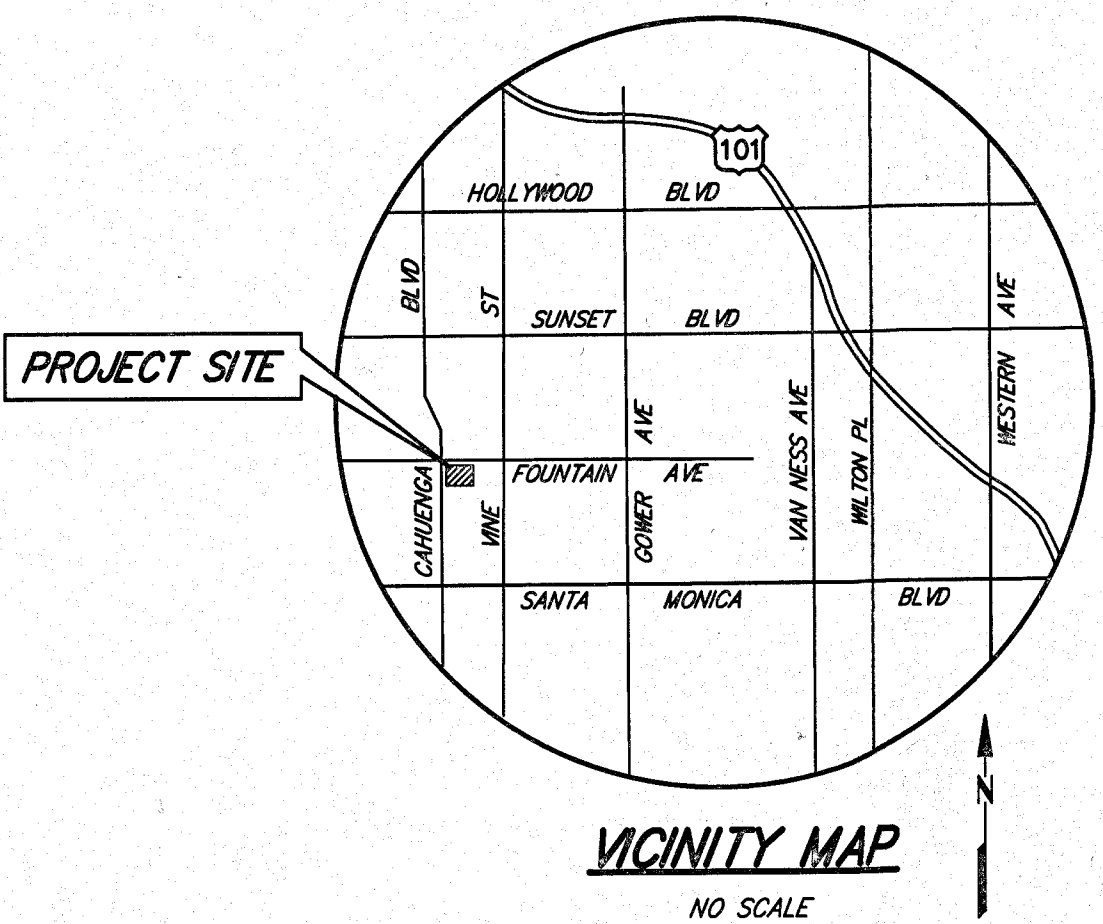 101
HOLLYWOOD BLVD
BLVD
ST
AVE
SUNSET BLVD
PROJECT SITE
WESTERN
AVE
VAN NESS AVE
WILTON PL
FOUNTAIN AVE
CAHUENGA
VINE
GOWER
SANTA MONICA BLVD
N
VICINITY MAP
NO SCALE